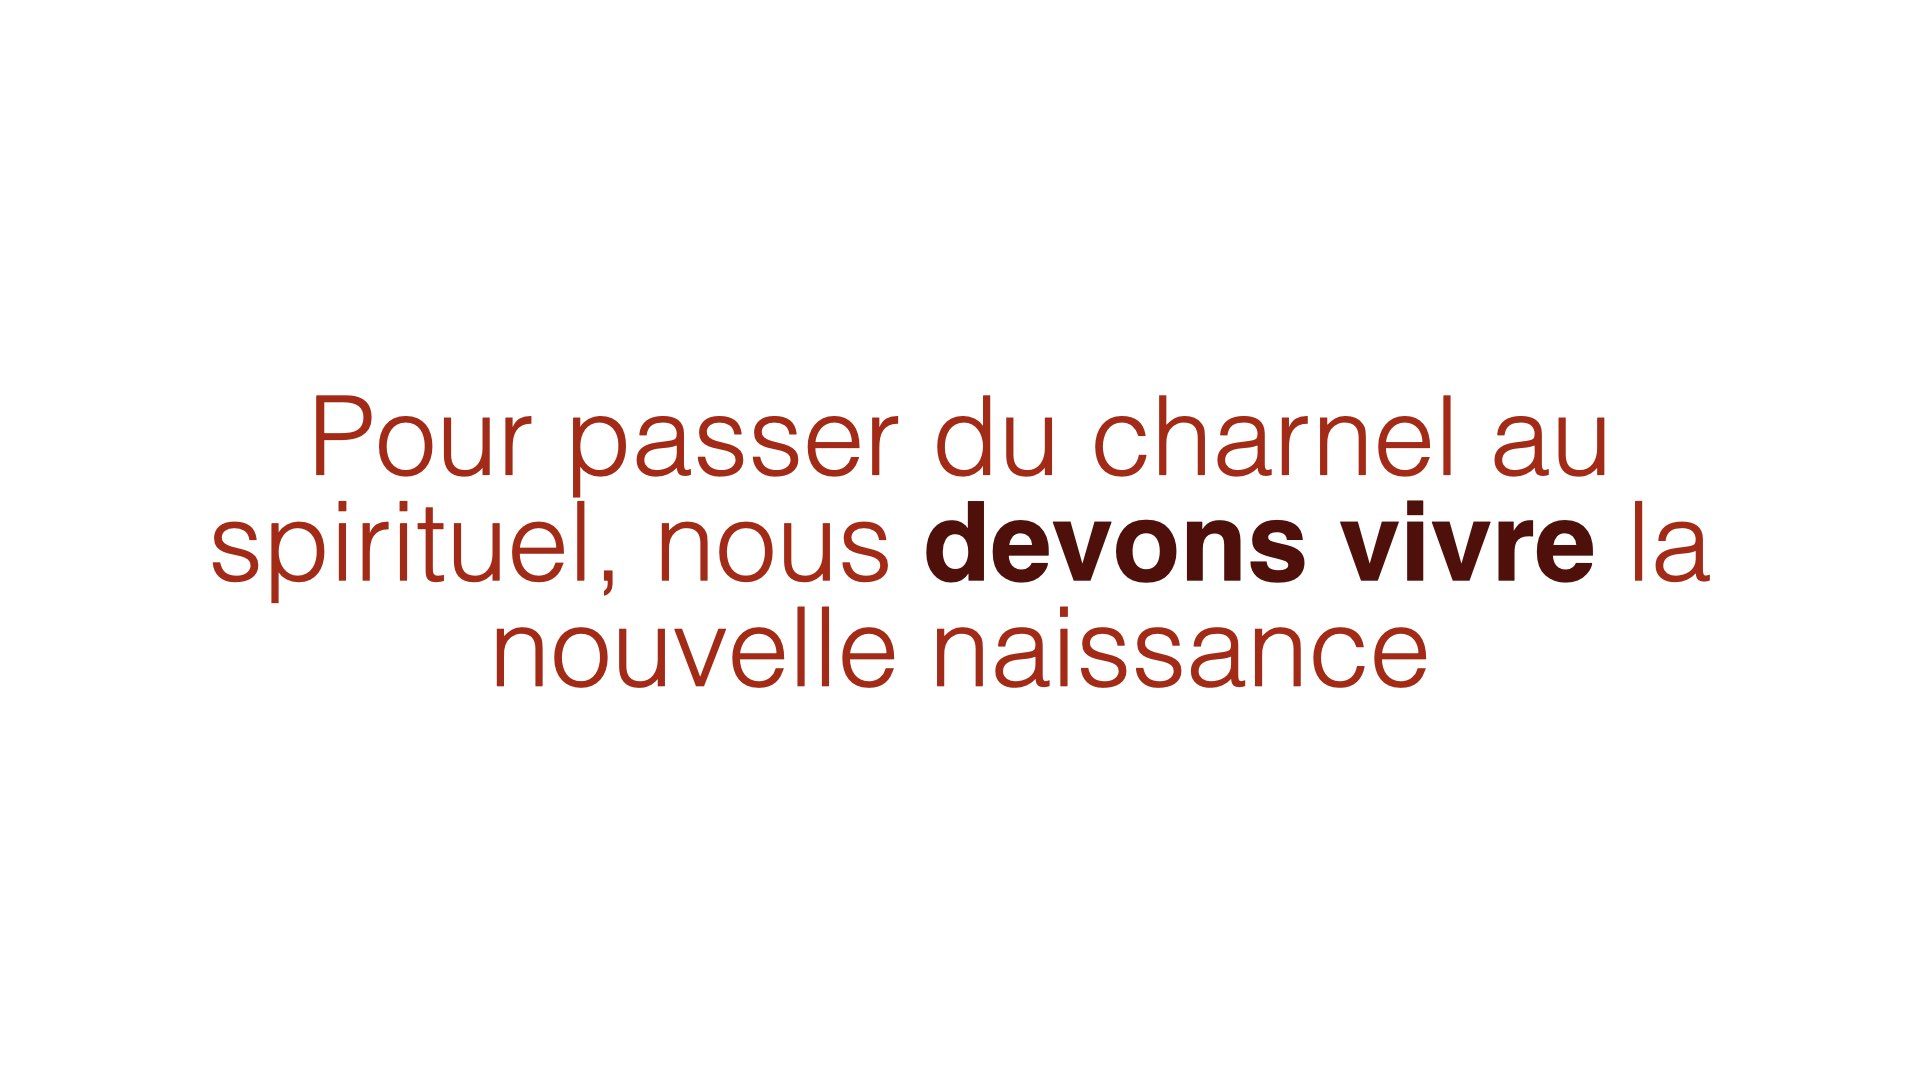 Pour passer du charnel au
spirituel, nous devons vivre la
nouvelle naissance